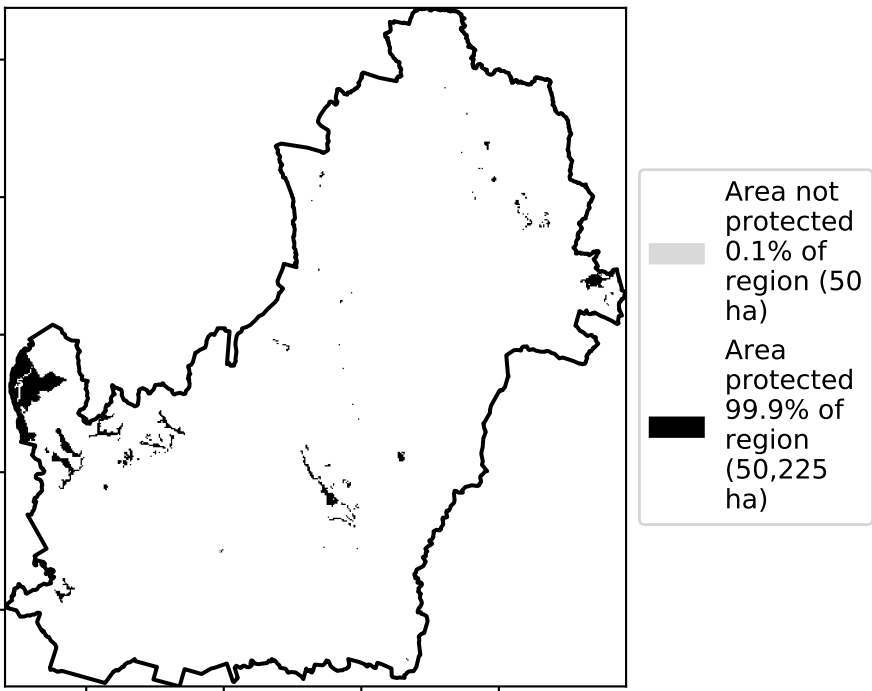 Area not
protected
0.1% of
region (50
ha)
Area
protected
99.9% of
region
(50,225
ha)